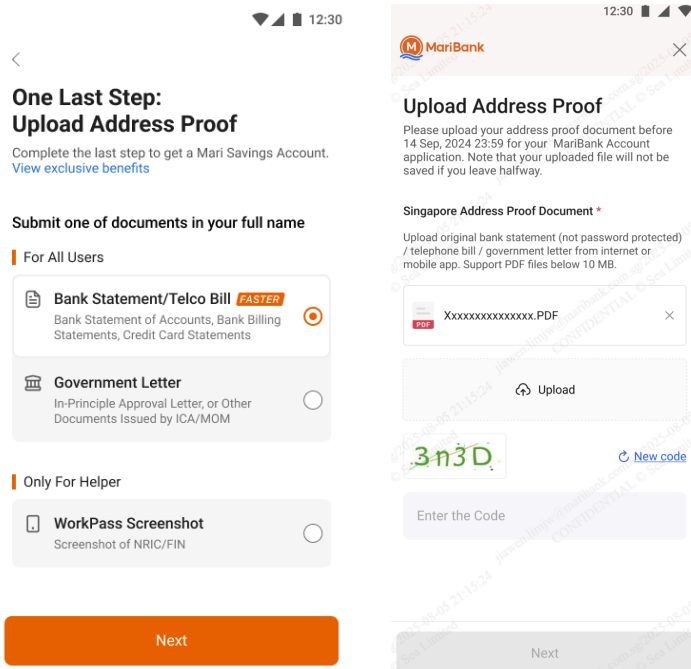 12:30
One Last Step:
Upload Address Proof
Complete the last step to get a Mari Savings Account.
View exclusive benefits
Submit one of documents in your full name
For All Users
Bank Statement/Telco Bill FASTER
Bank Statement of Accounts, Bank Billing
Statements, Credit Card Statements
Government Letter
In-Principle Approval Letter, or Other
Documents Issued by ICA/MOM
Only For Helper
WorkPass Screenshot
Screenshot of NRIC/FIN
Next
12:30
M MariBank
Upload Address Proof
Please upload your address proof document before
14 Sep, 2024 23:59 for your MariBank Account
application. Note that your uploaded file will not be
saved if you leave halfway.
Singapore Address Proof Document *
Upload original bank statement (not password protected)
/ telephone bill / government letter from internet or
mobile app. Support PDF files below 10 MB.
PDF Xxxxxxxxxxxxxx.PDF
Upload
3n3D
New code
Enter the Code
Next